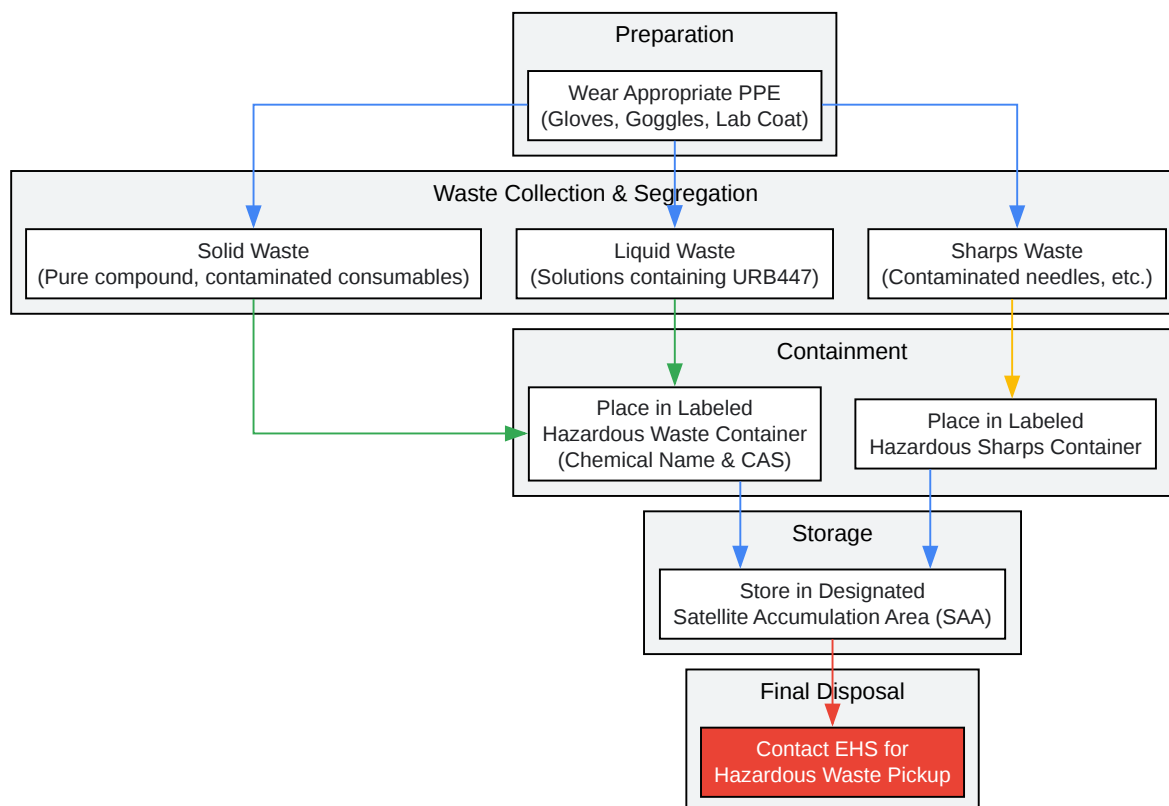 Preparation
Wear Appropriate PPE
(Gloves, Goggles, Lab Coat)
Waste Collection & Segregation
Solid Waste
(Pure compound, contaminated consumables)
Liquid Waste
(Solutions containing URB447)
Sharps Waste
(Contaminated needles, etc.)
Containment
Place in Labeled
Hazardous Waste Container
(Chemical Name & CAS)
Place in Labeled
Hazardous Sharps Container
Storage
Store in Designated
Satellite Accumulation Area (SAA)
Final Disposal
Contact EHS for
Hazardous Waste Pickup